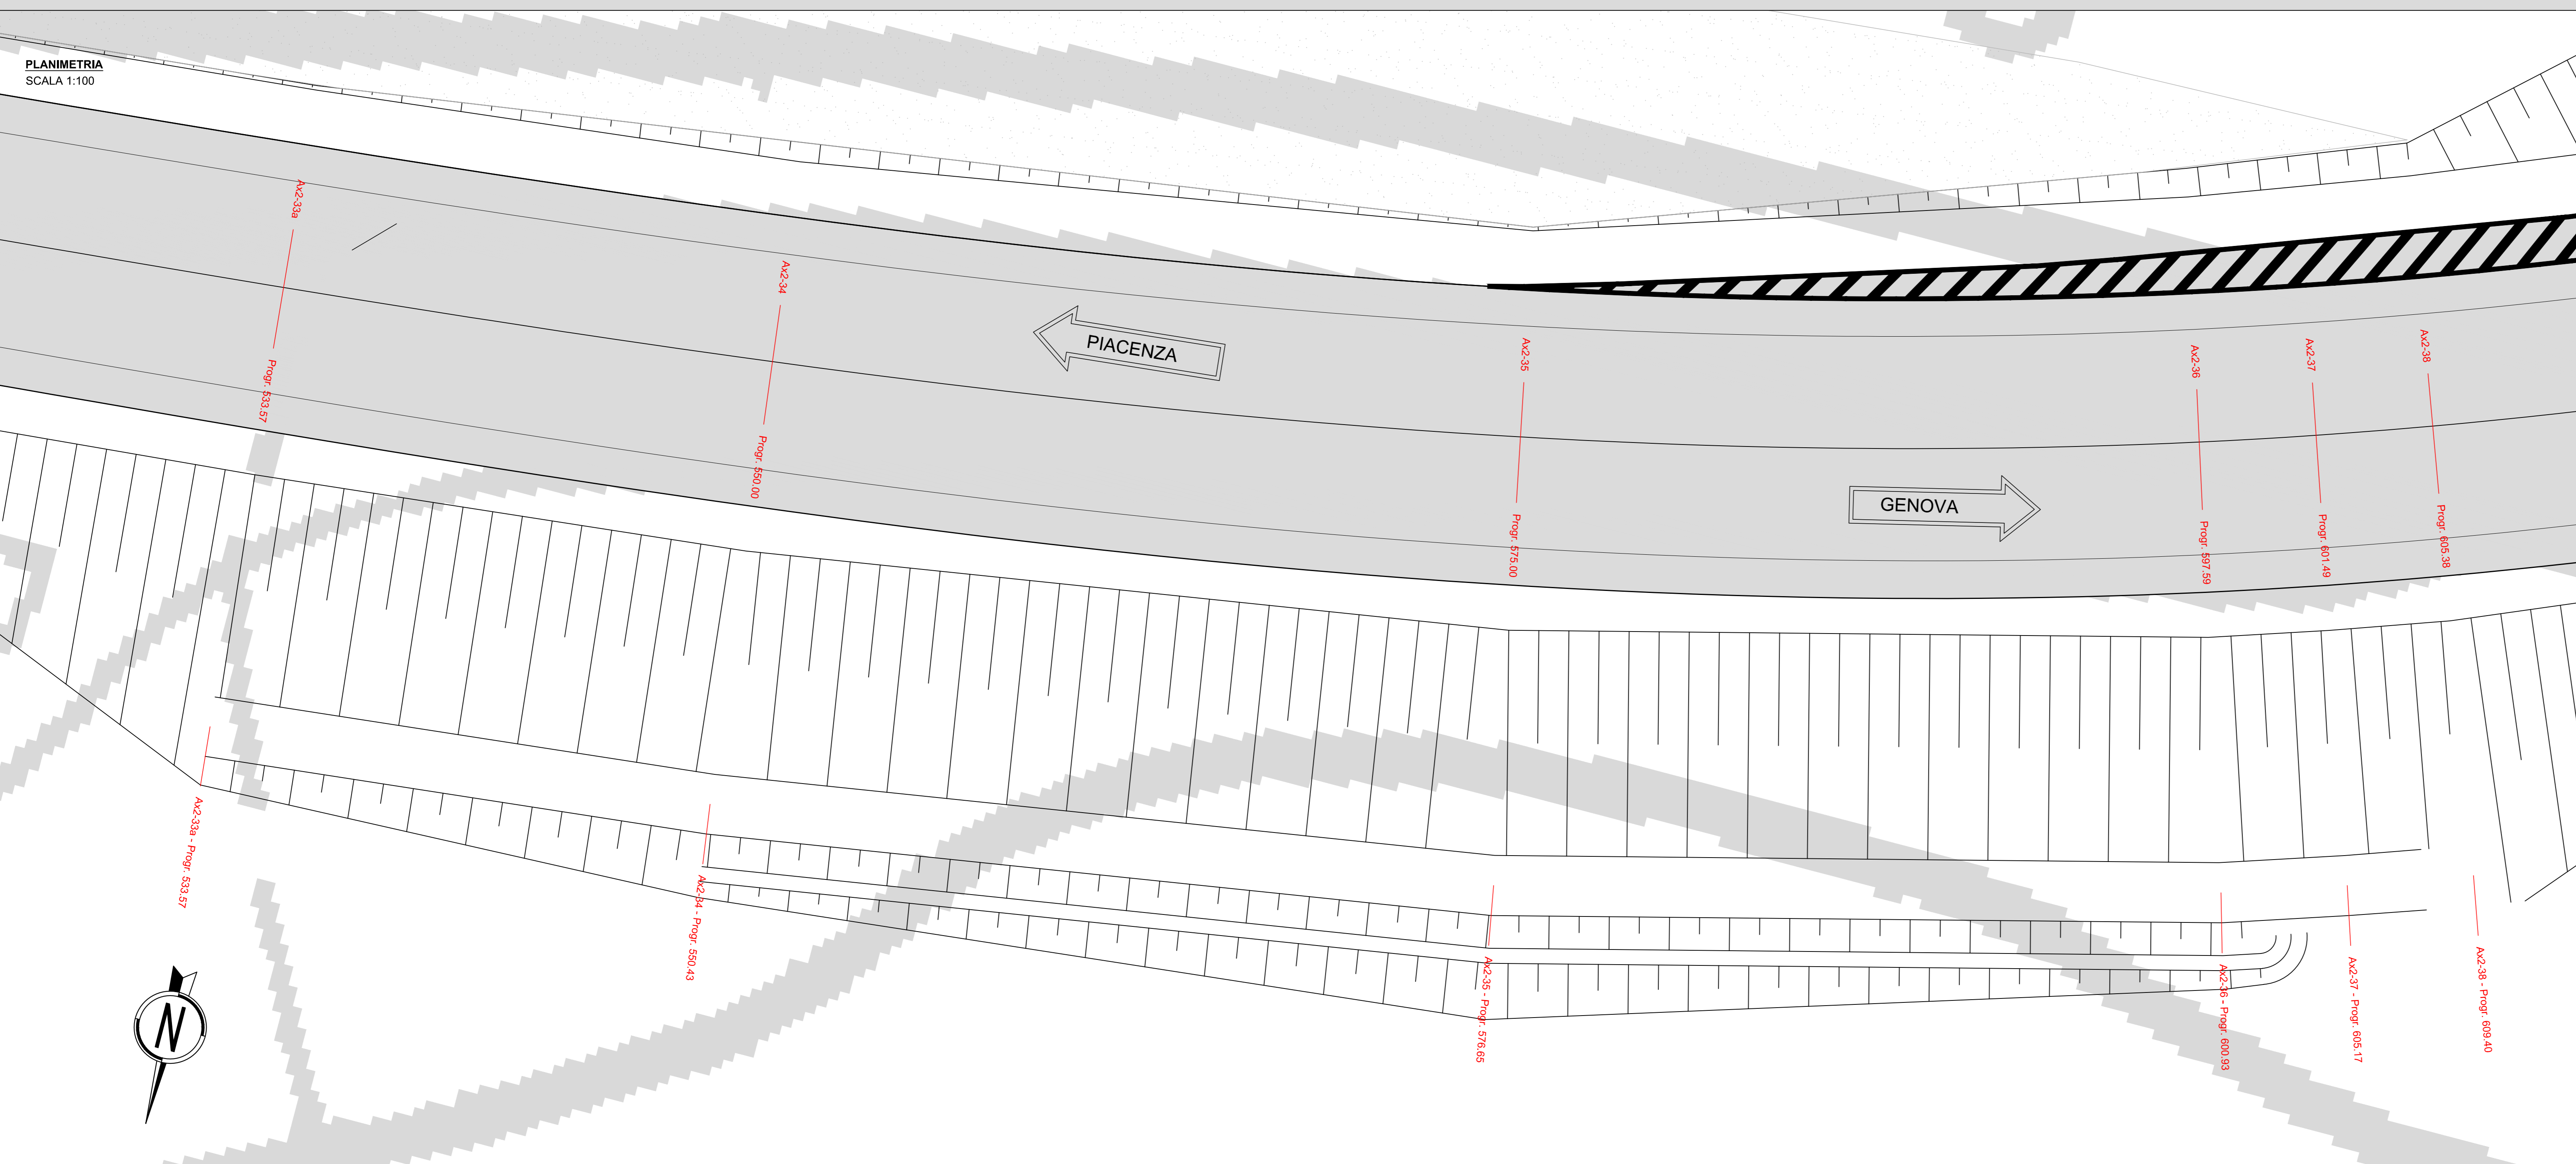 PLANIMETRIA
SCALA 1:100
Ax2-33a
Progr. 533.57
Ax2-34
Progr. 550.00
PIACENZA
Ax2-35
Progr. 575.00
GENOVA
Ax2-36
Progr. 597.59
Ax2-37
Progr. 601.49
Ax2-38
Progr. 605.38
Ax2-33a - Progr. 533.57
Ax2-34 - Progr. 550.43
Ax2-35 - Progr. 576.65
Ax2-36 - Progr. 600.93
Ax2-37 - Progr. 605.17
Ax2-38 - Progr. 609.40
N